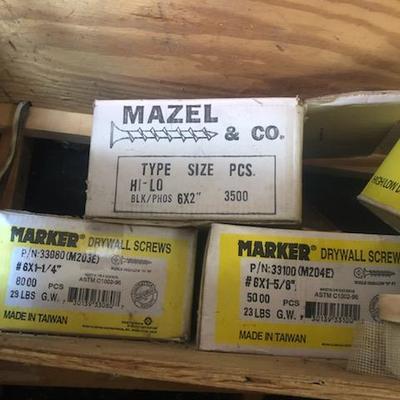 MAZEL
& CO.
TYPE SIZE PCS.
HI-LO
BLK/PHOS 6X2" 3500
HIGH/LOW D
MARKER® DRYWALL SCREWS
P/N:33080(M203E)
#6X1-1/4"
8000 PCS
29 LBS G.W.
ASTM C1002-96
MADE IN TAIWAN
MARKER® DRYWALL SCREWS
P/N:33100(M204E)
#6X1-5/8"
5000 PCS
23 LBS G.W.
ASTM C1002-96
MADE IN TAIWAN